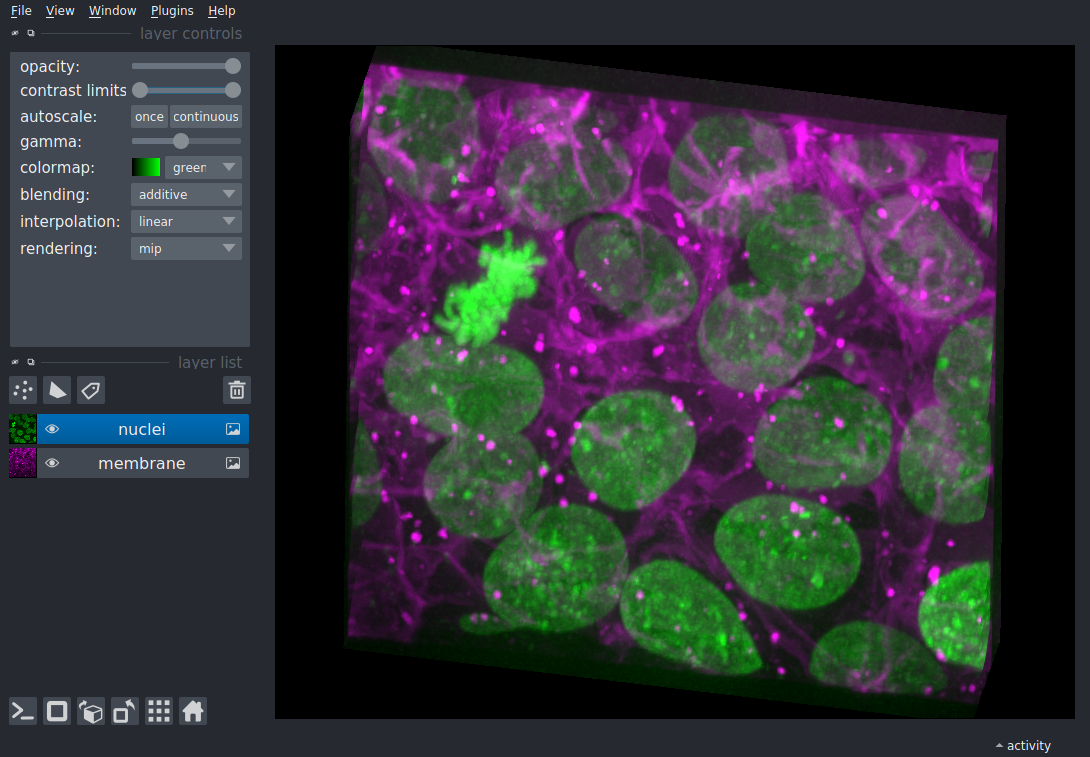 File View Window Plugins Help
layer controls
opacity:
contrast limits
autoscale: once continuous
gamma:
colormap: green
blending: additive
interpolation: linear
rendering: mip
layer list
nuclei
membrane
activity